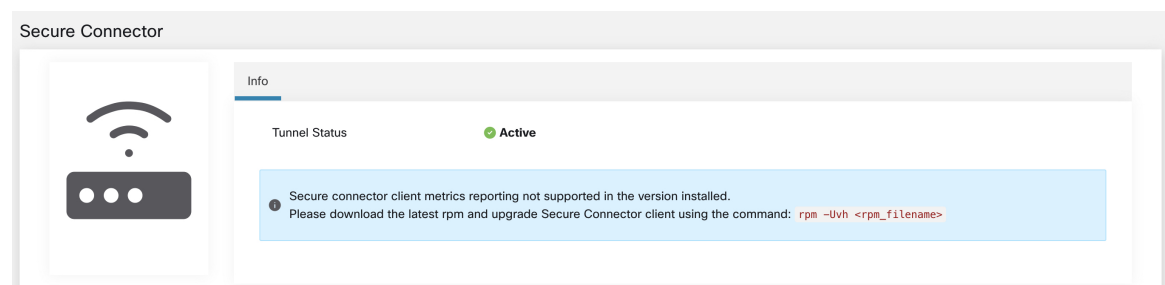 Secure Connector
Info
Tunnel Status
Active
Secure connector client metrics reporting not supported in the version installed.
Please download the latest rpm and upgrade Secure Connector client using the command: rpm -Uvh <rpm_filename>